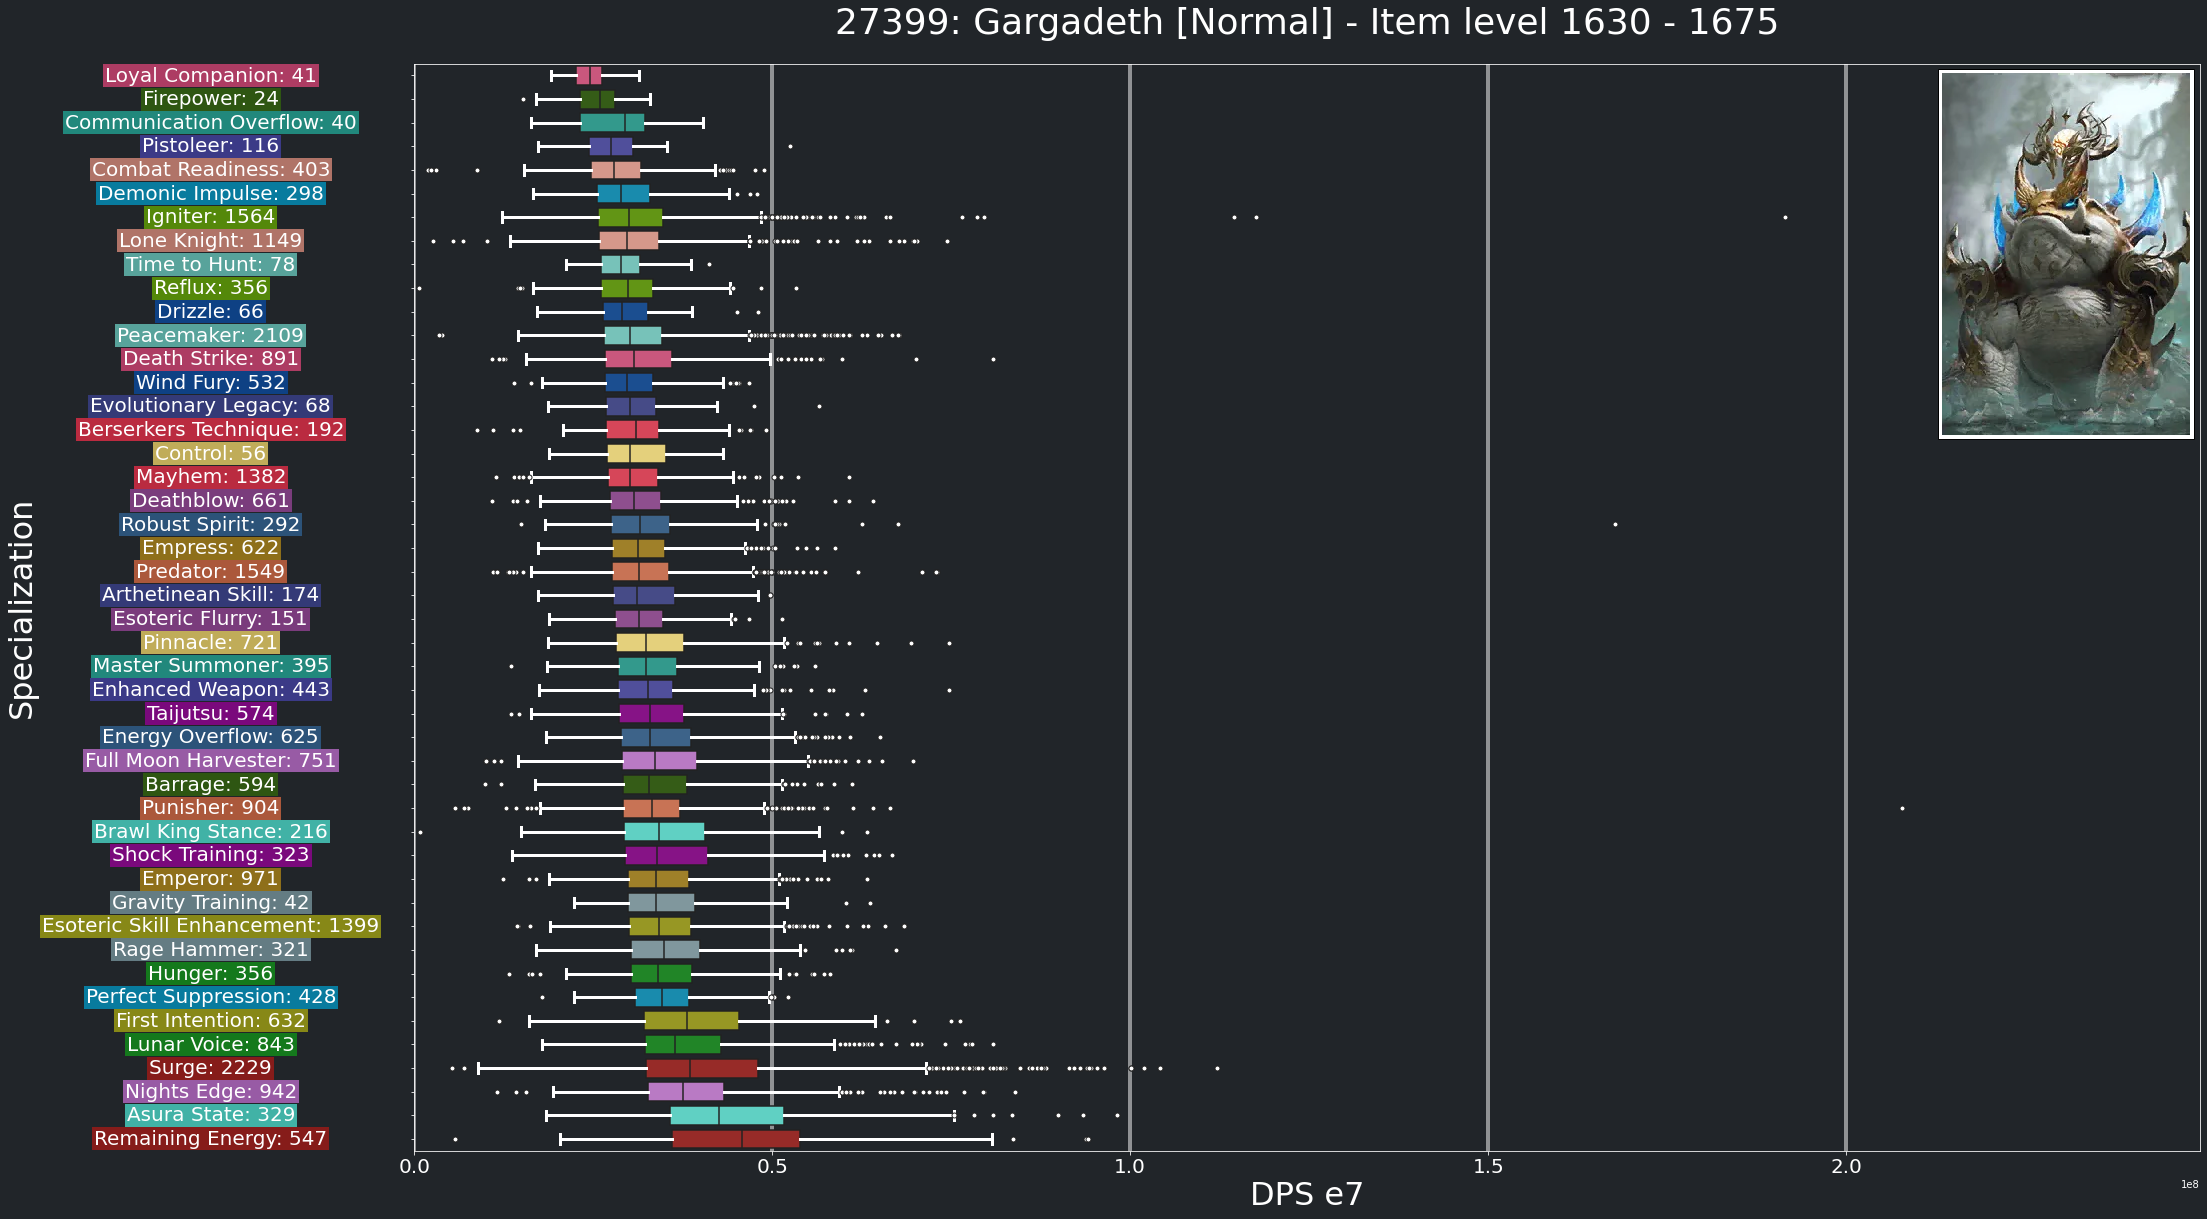 27399: Gargadeth [Normal] - Item level 1630 - 1675
Specialization
Loyal Companion: 41
Firepower: 24
Communication Overflow: 40
Pistoleer: 116
Combat Readiness: 403
Demonic Impulse: 298
Igniter: 1564
Lone Knight: 1149
Time to Hunt: 78
Reflux: 356
Drizzle: 66
Peacemaker: 2109
Death Strike: 891
Wind Fury: 532
Evolutionary Legacy: 68
Berserkers Technique: 192
Control: 56
Mayhem: 1382
Deathblow: 661
Robust Spirit: 292
Empress: 622
Predator: 1549
Arthetinean Skill: 174
Esoteric Flurry: 151
Pinnacle: 721
Master Summoner: 395
Enhanced Weapon: 443
Taijutsu: 574
Energy Overflow: 625
Full Moon Harvester: 751
Barrage: 594
Punisher: 904
Brawl King Stance: 216
Shock Training: 323
Emperor: 971
Gravity Training: 42
Esoteric Skill Enhancement: 1399
Rage Hammer: 321
Hunger: 356
Perfect Suppression: 428
First Intention: 632
Lunar Voice: 843
Surge: 2229
Nights Edge: 942
Asura State: 329
Remaining Energy: 547
0.0 0.5 1.0 1.5 2.0
1e8
DPS e7